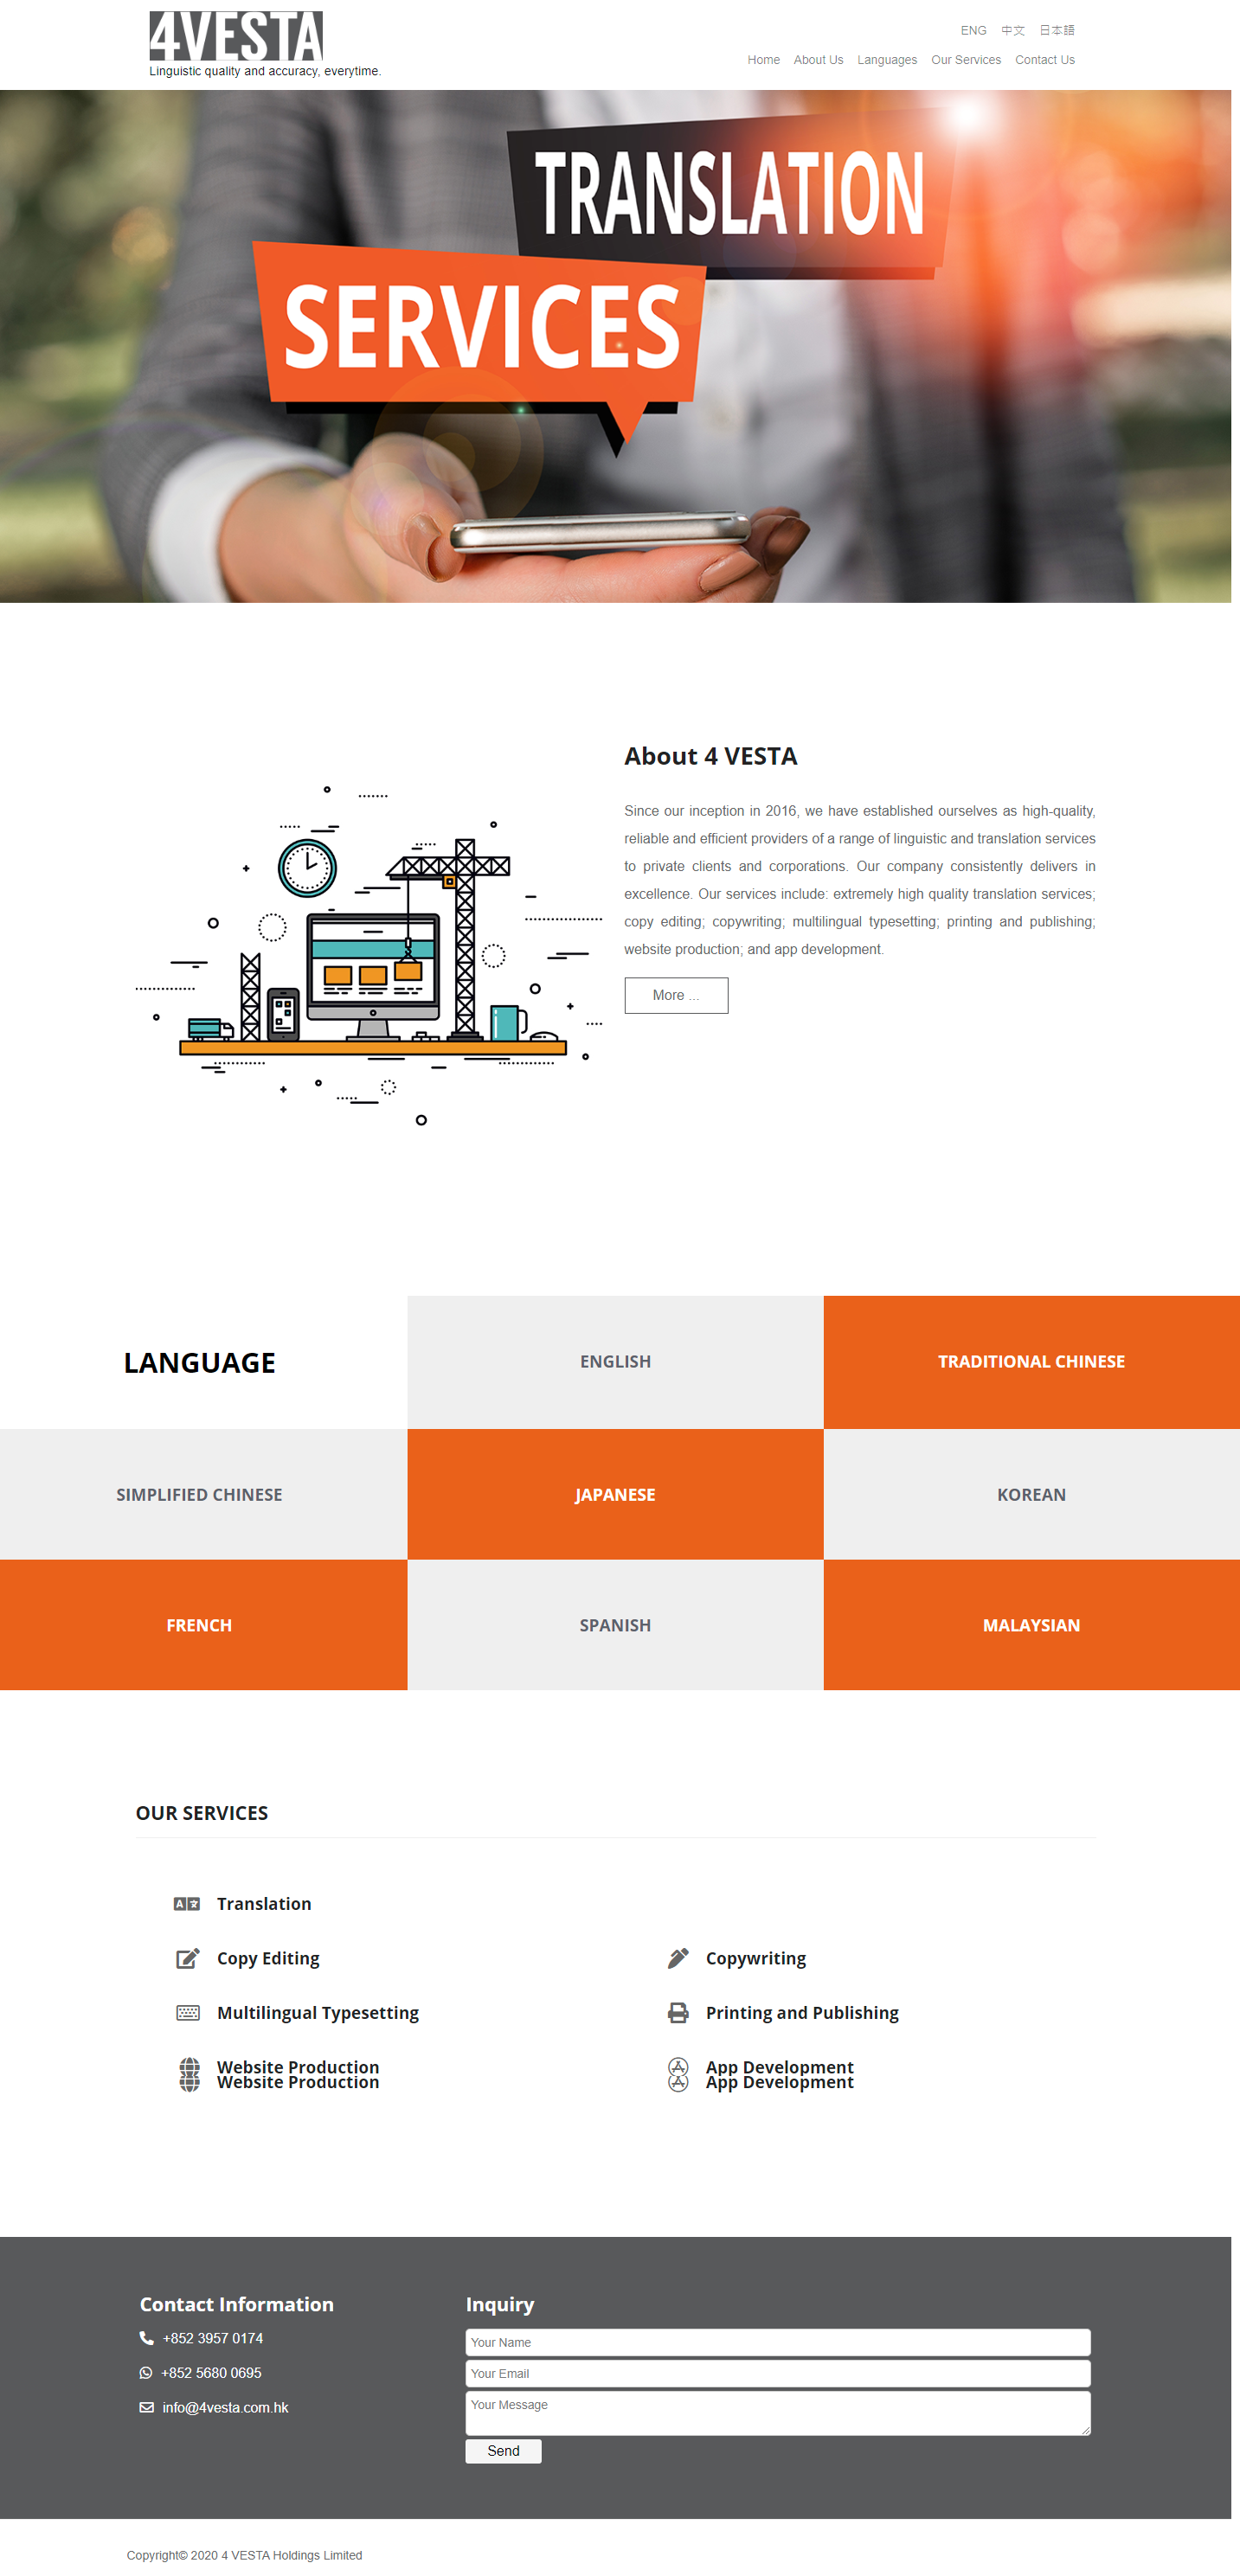 4VESTA
Linguistic quality and accuracy, everytime.
ENG 中文 日本語
Home About Us Languages Our Services Contact Us
TRANSLATION
SERVICES
About 4 VESTA
Since our inception in 2016, we have established ourselves as high-quality,
reliable and efficient providers of a range of linguistic and translation services
to private clients and corporations. Our company consistently delivers in
excellence. Our services include: extremely high quality translation services;
copy editing; copywriting; multilingual typesetting; printing and publishing;
website production; and app development.
More ...
LANGUAGE
ENGLISH
TRADITIONAL CHINESE
SIMPLIFIED CHINESE
JAPANESE
KOREAN
FRENCH
SPANISH
MALAYSIAN
OUR SERVICES
Translation
Copy Editing
Copywriting
Multilingual Typesetting
Printing and Publishing
Website Production
App Development
Website Production
App Development
Contact Information
+852 3957 0174
+852 5680 0695
info@4vesta.com.hk
Inquiry
Your Name
Your Email
Your Message
Send
Copyright© 2020 4 VESTA Holdings Limited